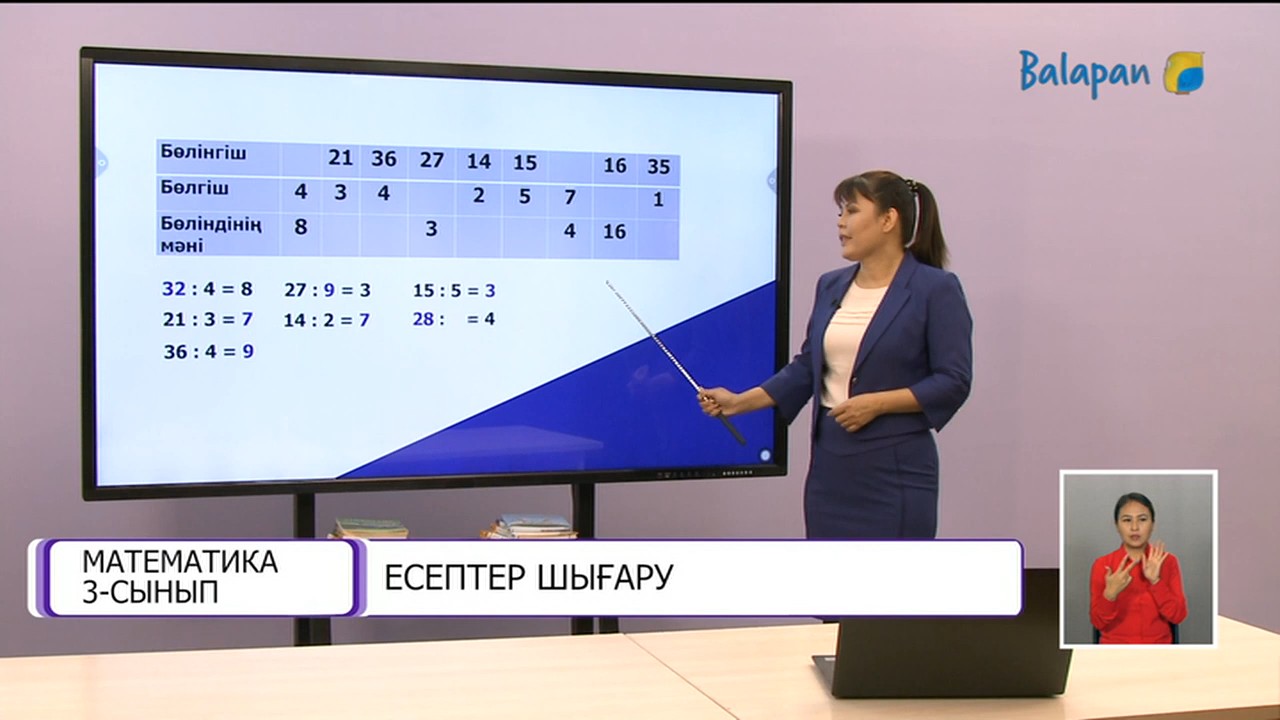 Balapan
Бөлінгіш 21 36 27 14 15 16 35
Бөлгіш 4 3 4 2 5 7 1
Бөліндінің 8 3 4 16
мәні
32 : 4 = 8 27 : 9 = 3 15 : 5 = 3
21 : 3 = 7 14 : 2 = 7 28 : = 4
36 : 4 = 9
МАТЕМАТИКА
3-СЫНЫП
ЕСЕПТЕР ШЫҒАРУ